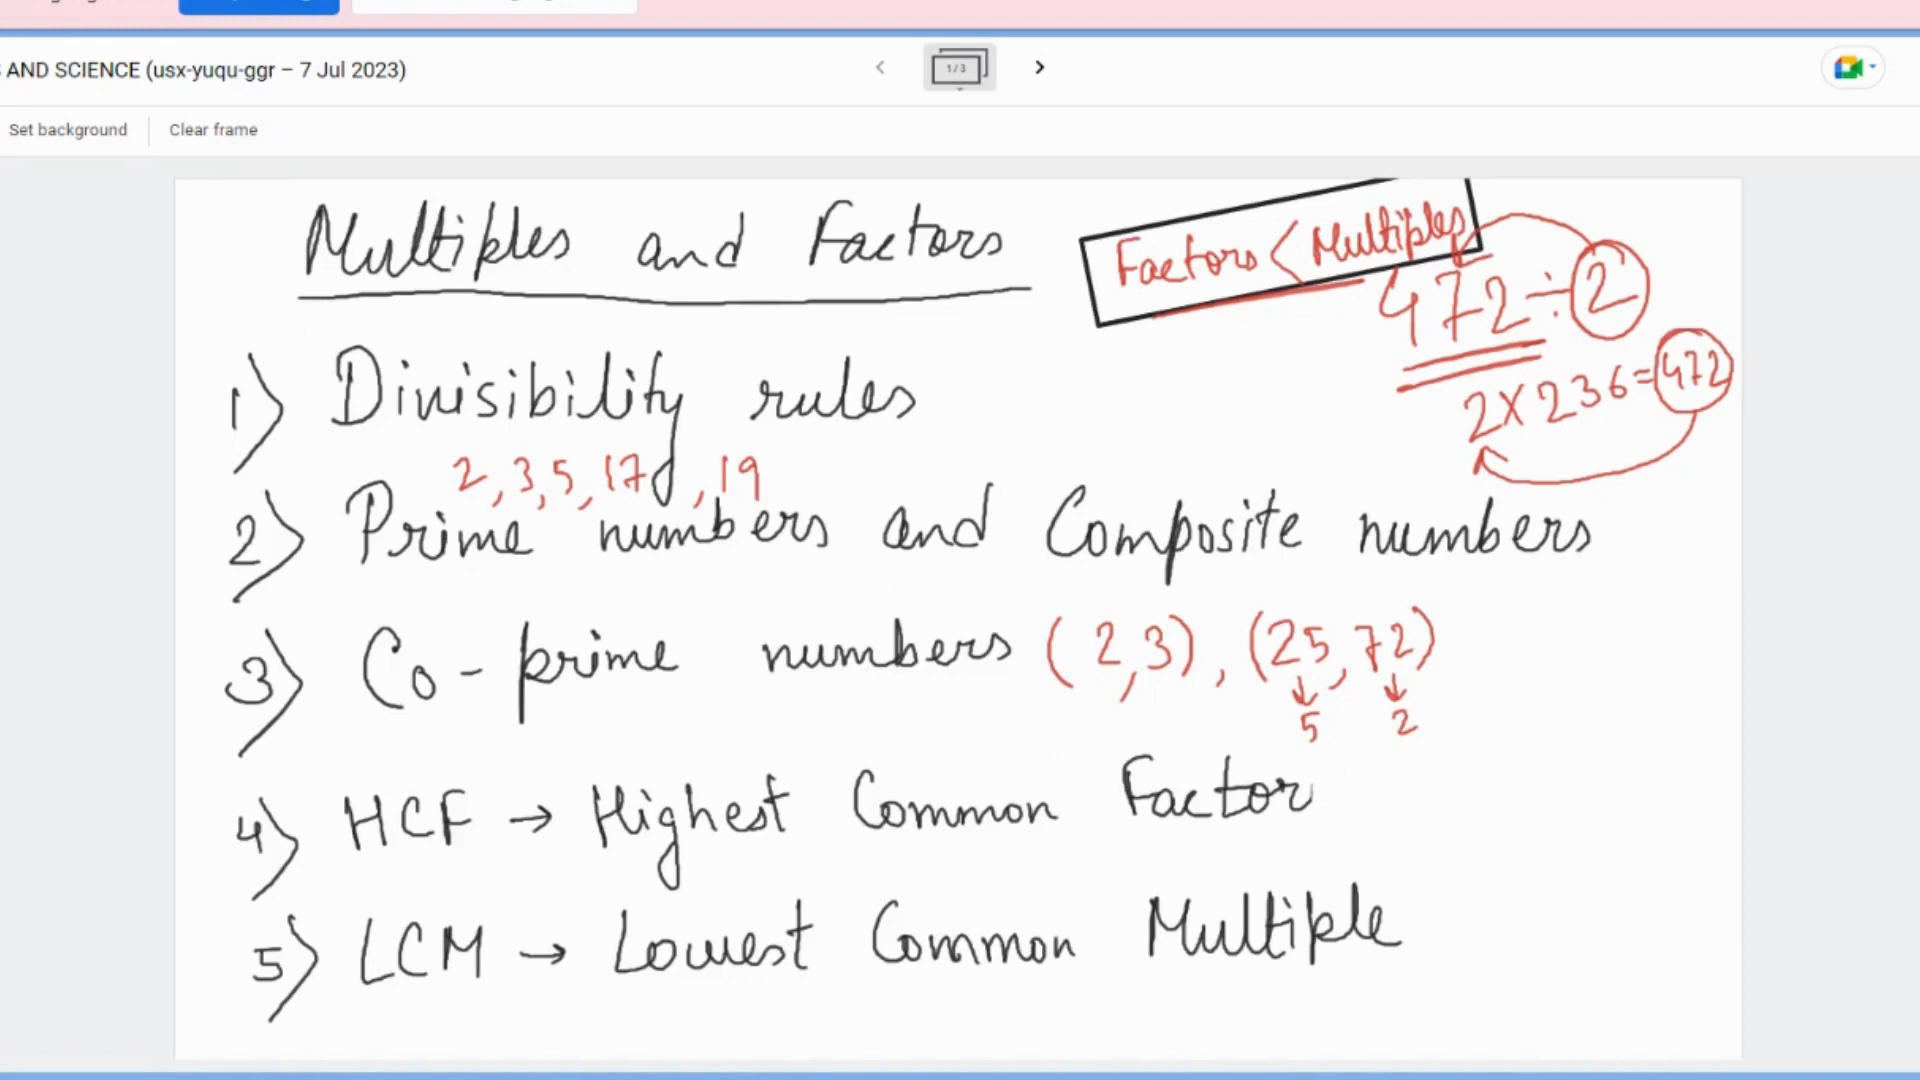 AND SCIENCE (usx-yuqu-ggr – 7 Jul 2023)
1/3
Set background
Clear frame
Multiples and Factors
Factors < Multiples
472 ÷ 2
2 x 236 = 472
1) Divisibility rules
2, 3, 5, 17, 19
2) Prime numbers and Composite numbers
3) Co-prime numbers (2,3), (25,72)
5 2
4) HCF → Highest Common Factor
5) LCM → Lowest Common Multiple